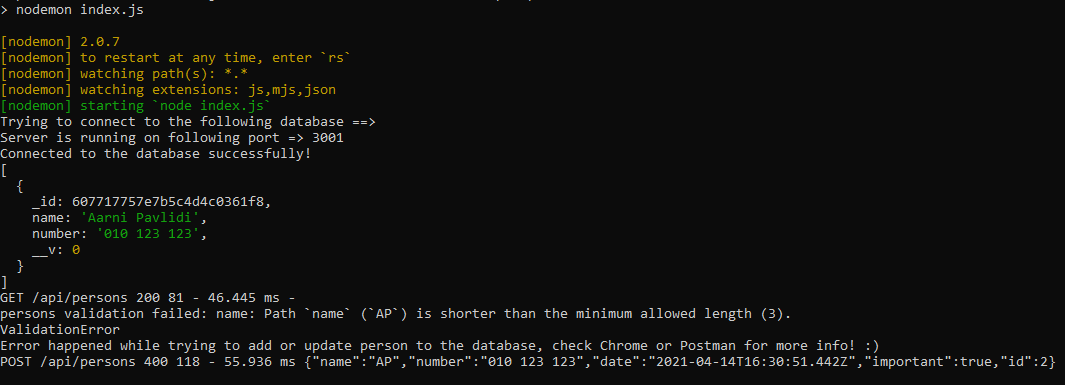 > nodemon index.js
[nodemon] 2.0.7
[nodemon] to restart at any time, enter `rs`
[nodemon] watching path(s): *.*
[nodemon] watching extensions: js,mjs,json
[nodemon] starting `node index.js`
Trying to connect to the following database ==>
Server is running on following port => 3001
Connected to the database successfully!
[
  {
    _id: 607717757e7b5c4d4c0361f8,
    name: 'Aarni Pavlidi',
    number: '010 123 123',
    __v: 0
  }
]
GET /api/persons 200 81 - 46.445 ms -
persons validation failed: name: Path `name` (`AP`) is shorter than the minimum allowed length (3).
ValidationError
Error happened while trying to add or update person to the database, check Chrome or Postman for more info! :)
POST /api/persons 400 118 - 55.936 ms {"name":"AP","number":"010 123 123","date":"2021-04-14T16:30:51.442Z","important":true,"id":2}